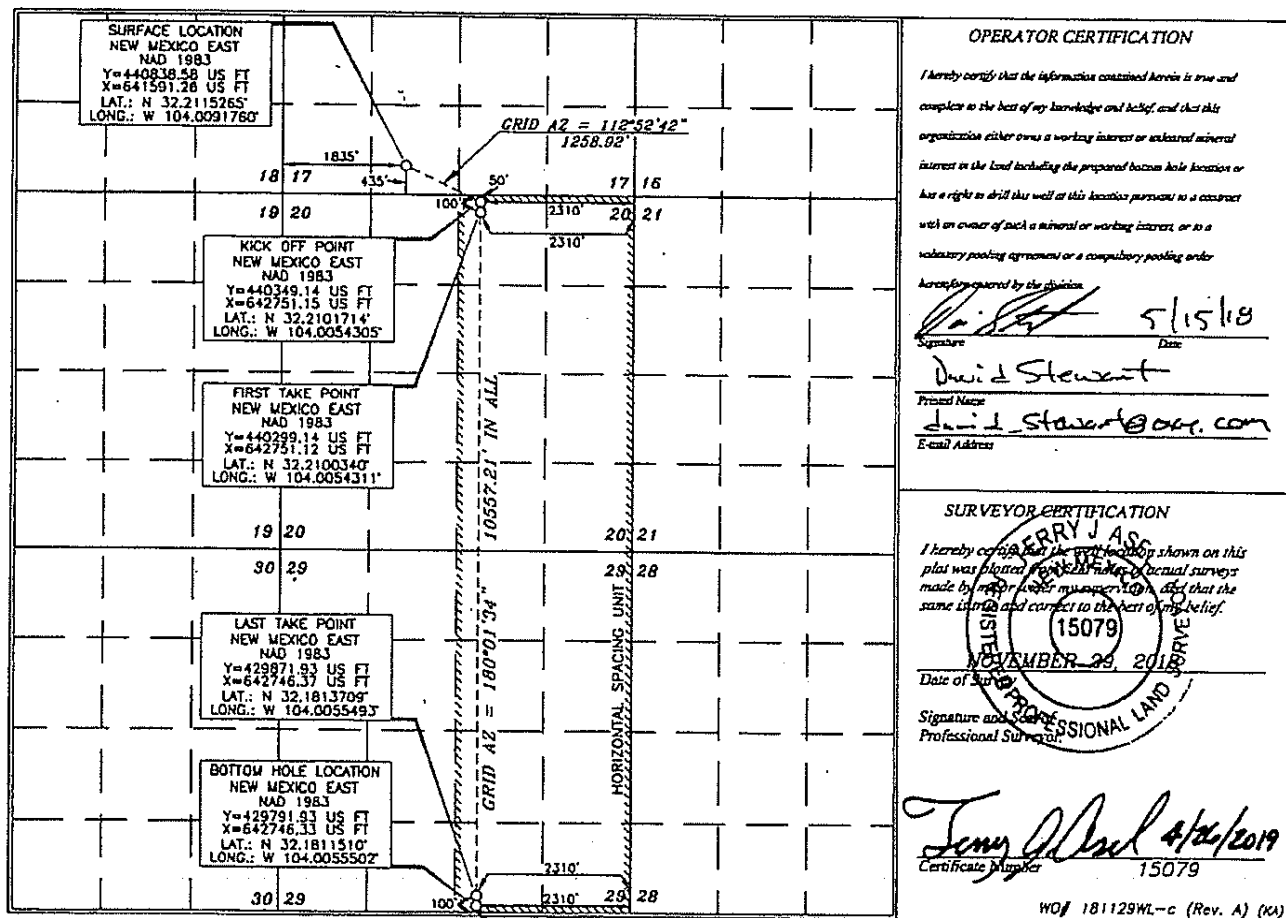 SURFACE LOCATION
NEW MEXICO EAST
NAD 1983
Y=440838.58 US FT
X=641591.26 US FT
LAT.: N 32.2115265°
LONG.: W 104.0091760°
GRID AZ = 112°52'42"
1258.92'
1835'
435'
18 17
17 16
50'
100'
2310'
19 20
20 21
2310'
KICK OFF POINT
NEW MEXICO EAST
NAD 1983
Y=440349.14 US FT
X=642751.15 US FT
LAT.: N 32.2101714°
LONG.: W 104.0054305°
FIRST TAKE POINT
NEW MEXICO EAST
NAD 1983
Y=440299.14 US FT
X=642751.12 US FT
LAT.: N 32.2100340°
LONG.: W 104.0054311°
GRID AZ = 180°01'34"
10557.21' IN ALL
HORIZONTAL SPACING UNIT
19 20
20 21
30 29
29 28
LAST TAKE POINT
NEW MEXICO EAST
NAD 1983
Y=429871.93 US FT
X=642746.37 US FT
LAT.: N 32.1813709°
LONG.: W 104.0055493°
BOTTOM HOLE LOCATION
NEW MEXICO EAST
NAD 1983
Y=429791.93 US FT
X=642746.33 US FT
LAT.: N 32.1811510°
LONG.: W 104.0055502°
2310'
30 29
100'
2310'
29 28
OPERATOR CERTIFICATION
I hereby certify that the information contained herein is true and
complete to the best of my knowledge and belief, and that this
organization either owns a working interest or unleased mineral
interest in the land including the proposed bottom hole location or
has a right to drill this well at this location pursuant to a contract
with an owner of such a mineral or working interest, or to a
voluntary pooling agreement or a compulsory pooling order
heretofore entered by the division.
5/15/18
Signature Date
David Stewart
Printed Name
david_stewart@oxy.com
E-mail Address
SURVEYOR CERTIFICATION
I hereby certify that the well location shown on this
plat was plotted from field notes of actual surveys
made by me or under my supervision, and that the
same is true and correct to the best of my belief.
TERRY J. ASEL
NEW MEXICO
15079
REGISTERED PROFESSIONAL LAND SURVEYOR
NOVEMBER 29, 2018
Date of Survey
Signature and Seal of
Professional Surveyor:
Terry J Asel 4/26/2019
Certificate Number 15079
WO# 181129WL-c (Rev. A) (KA)